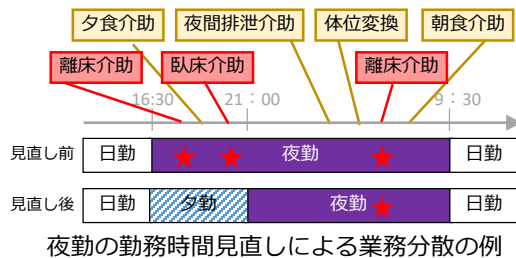 夕食介助
夜間排泄介助
体位変換
朝食介助
離床介助
臥床介助
離床介助
16:30
21：00
9：30
見直し前
日勤
夜勤
日勤
見直し後
日勤
夕勤
夜勤
日勤
夜勤の勤務時間見直しによる業務分散の例